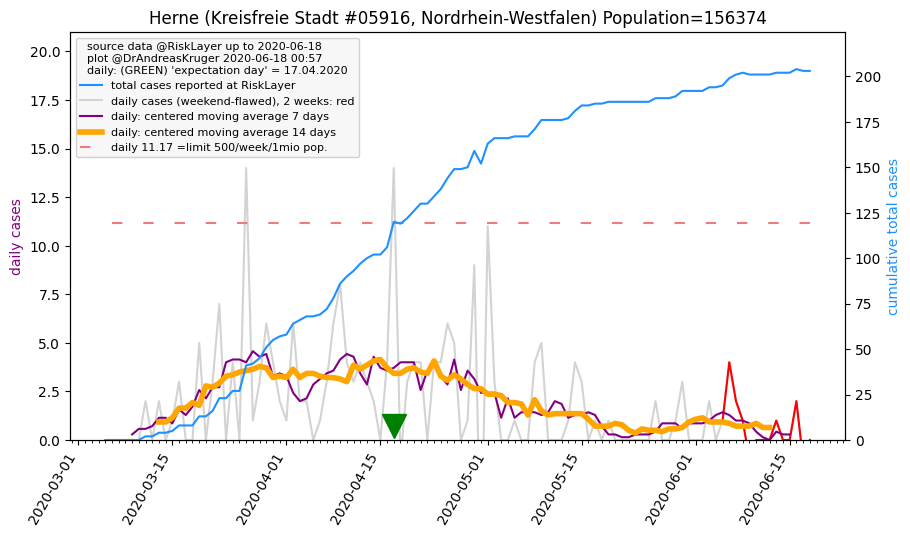 Herne (Kreisfreie Stadt #05916, Nordrhein-Westfalen) Population=156374
source data @RiskLayer up to 2020-06-18
plot @DrAndreasKruger 2020-06-18 00:57
daily: (GREEN) 'expectation day' = 17.04.2020
total cases reported at RiskLayer
daily cases (weekend-flawed), 2 weeks: red
daily: centered moving average 7 days
daily: centered moving average 14 days
daily 11.17 =limit 500/week/1mio pop.
daily cases
20.0
17.5
15.0
12.5
10.0
7.5
5.0
2.5
0.0
cumulative total cases
200
175
150
125
100
75
50
25
0
2020-03-01
2020-03-15
2020-04-01
2020-04-15
2020-05-01
2020-05-15
2020-06-01
2020-06-15